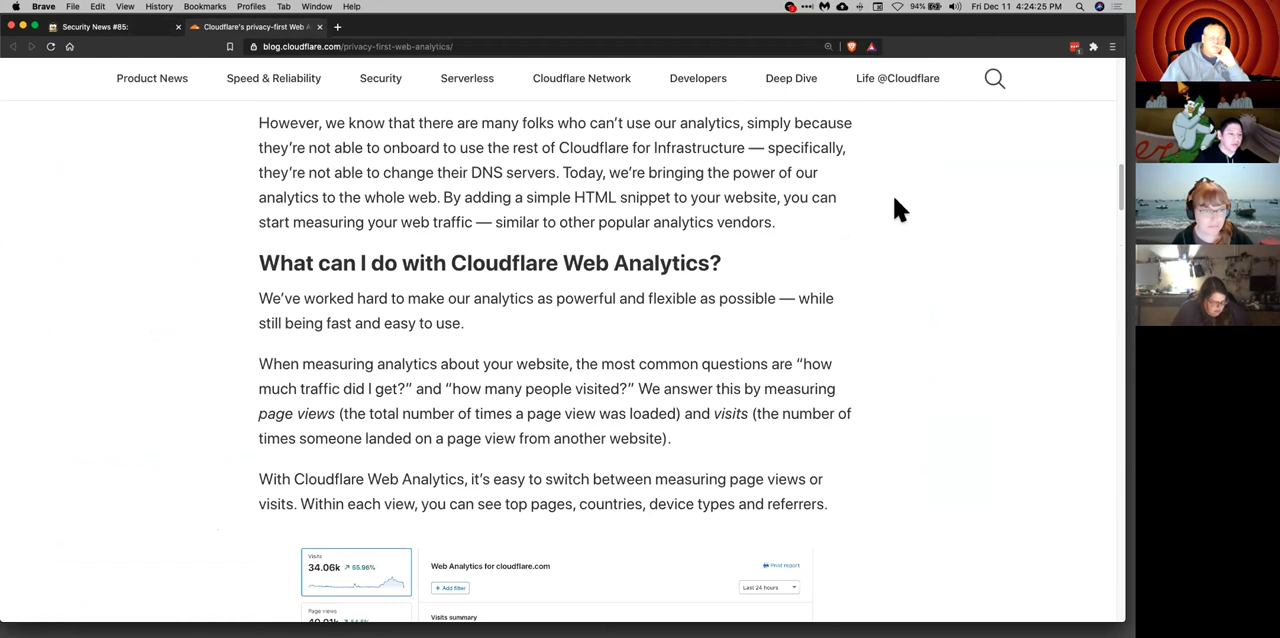 Brave File Edit View History Bookmarks Profiles Tab Window Help
94% Fri Dec 11 4:24:25 PM
Security News #85:
Cloudflare's privacy-first Web A
blog.cloudflare.com/privacy-first-web-analytics/
Product News Speed & Reliability Security Serverless Cloudflare Network Developers Deep Dive Life @Cloudflare
However, we know that there are many folks who can't use our analytics, simply because
they're not able to onboard to use the rest of Cloudflare for Infrastructure — specifically,
they're not able to change their DNS servers. Today, we're bringing the power of our
analytics to the whole web. By adding a simple HTML snippet to your website, you can
start measuring your web traffic — similar to other popular analytics vendors.
What can I do with Cloudflare Web Analytics?
We've worked hard to make our analytics as powerful and flexible as possible — while
still being fast and easy to use.
When measuring analytics about your website, the most common questions are “how
much traffic did I get?” and “how many people visited?” We answer this by measuring
page views (the total number of times a page view was loaded) and visits (the number of
times someone landed on a page view from another website).
With Cloudflare Web Analytics, it's easy to switch between measuring page views or
visits. Within each view, you can see top pages, countries, device types and referrers.
Visits
34.06k ↗ 55.96%
Web Analytics for cloudflare.com
Print report
+ Add filter
Last 24 hours
Page views
Visits summary